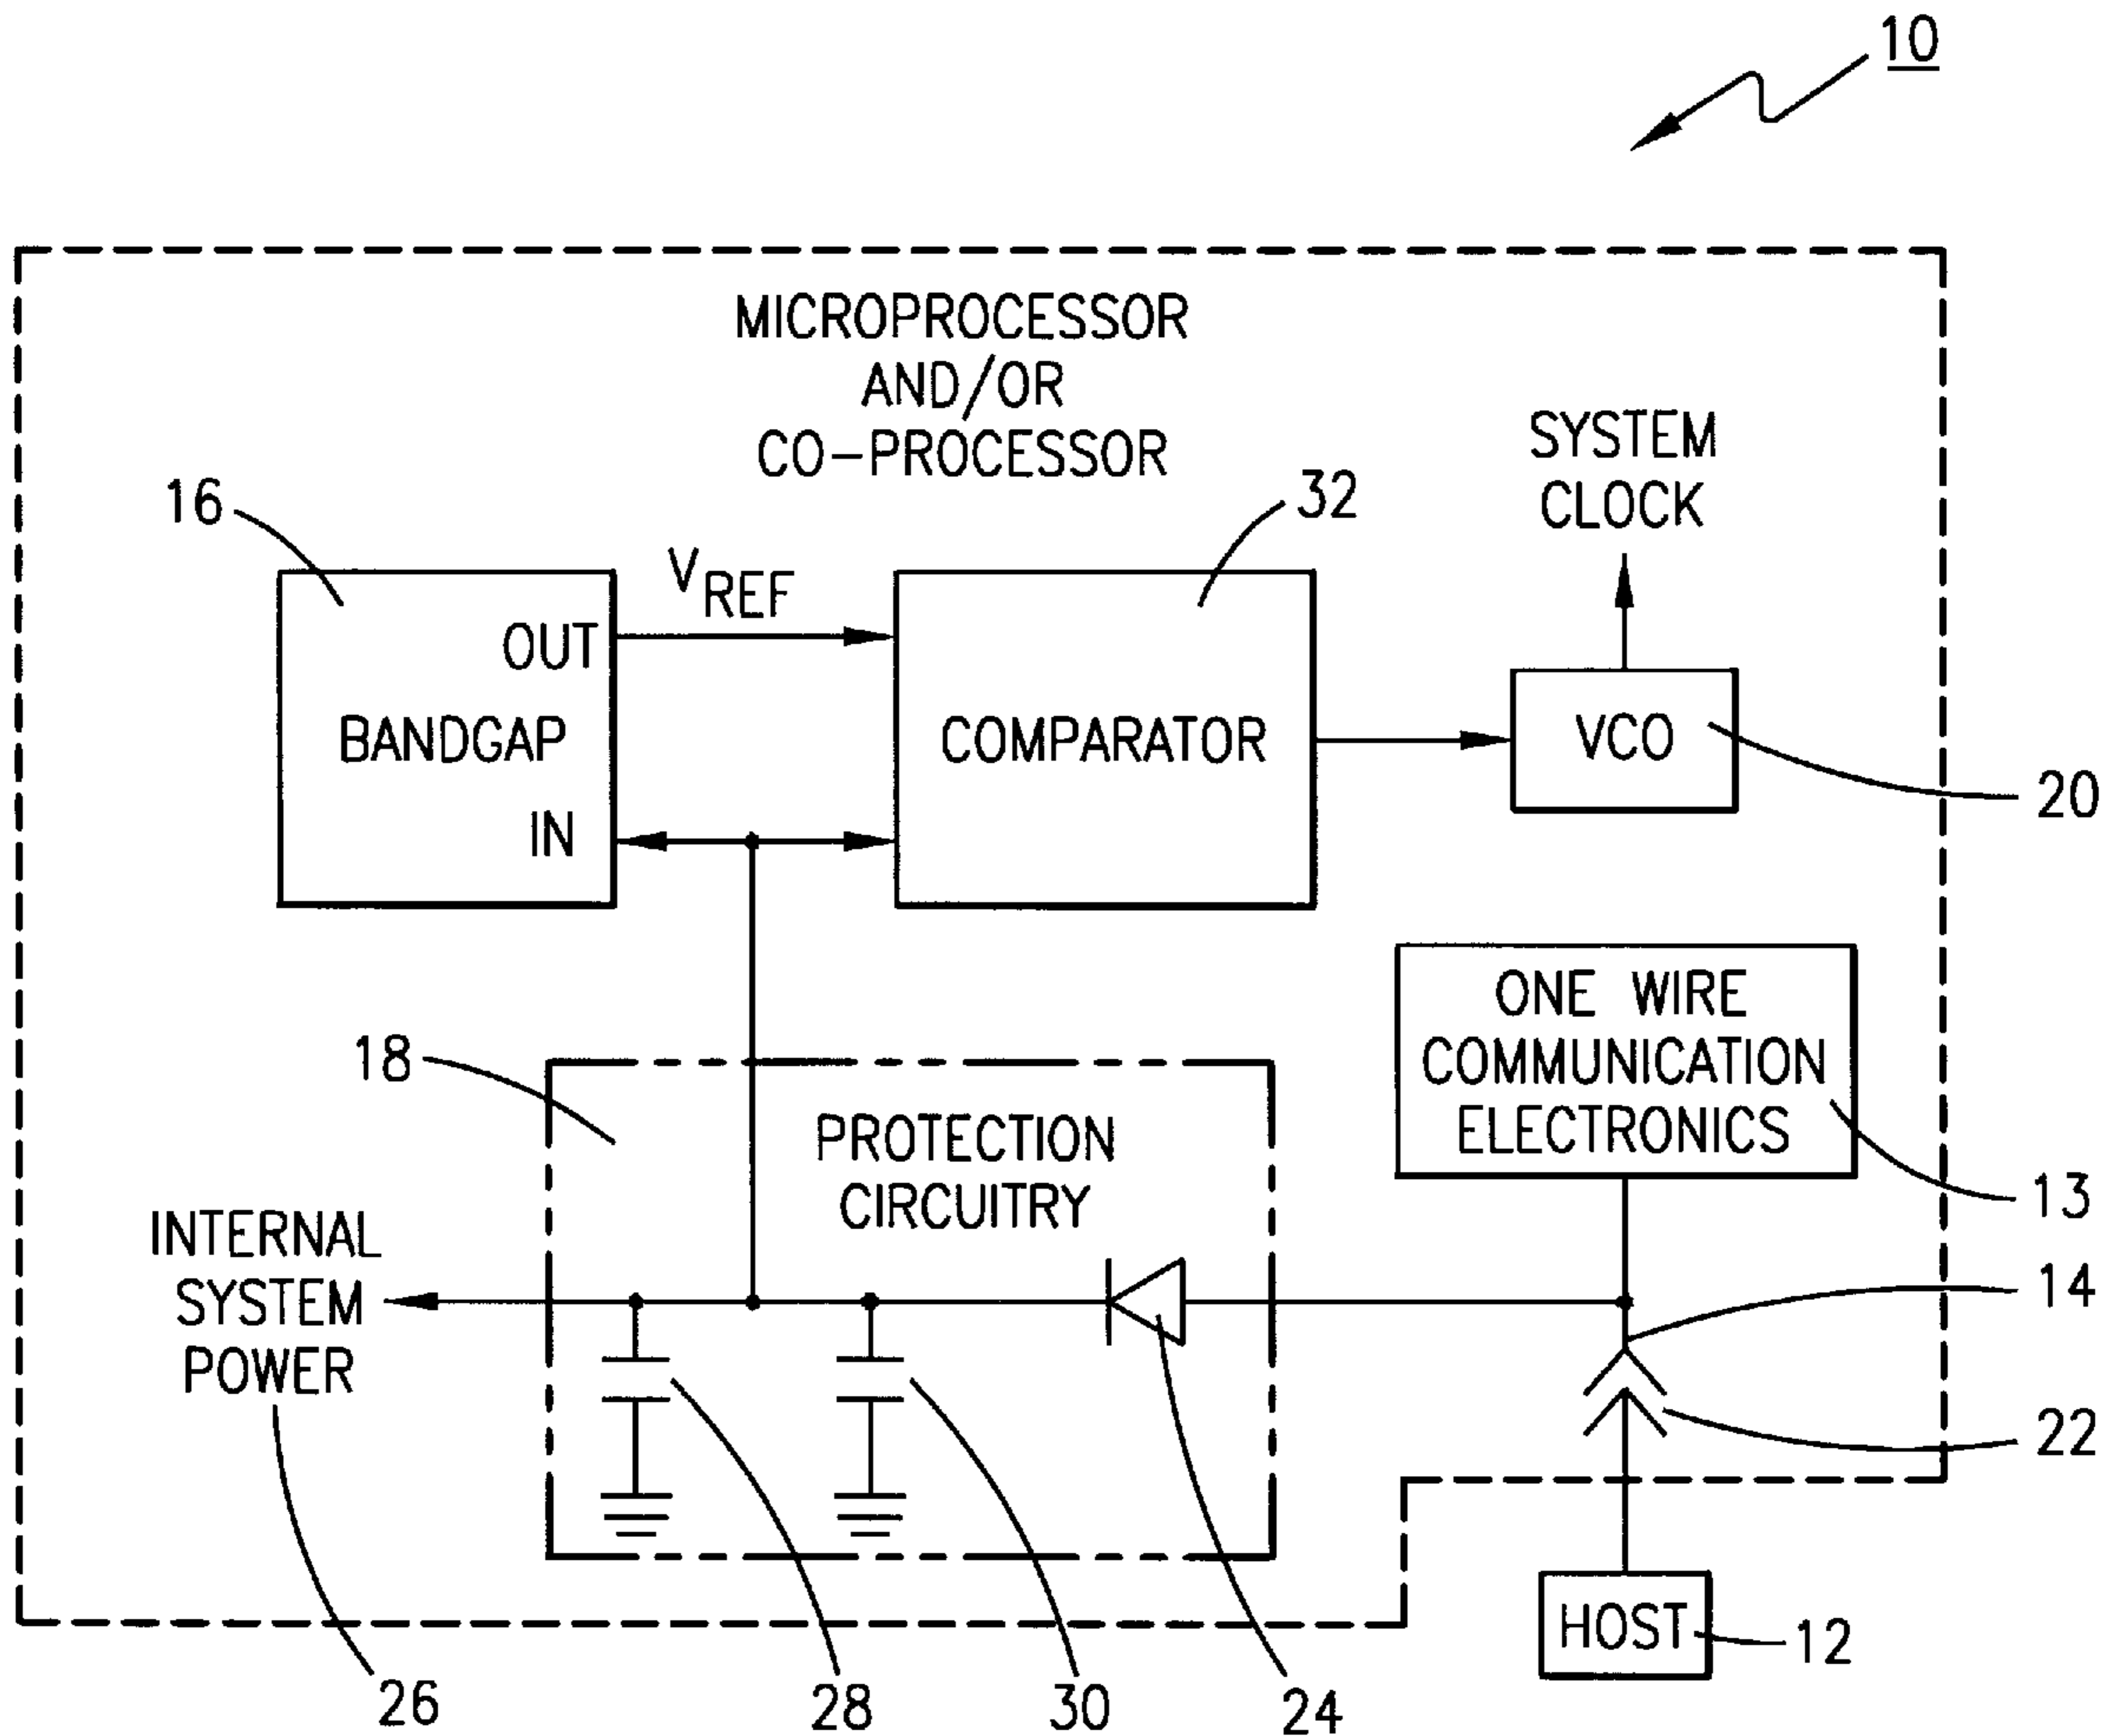 10
MICROPROCESSOR
AND/OR
CO-PROCESSOR
SYSTEM
CLOCK
16
VREF
32
OUT
BANDGAP
IN
COMPARATOR
VCO
20
ONE WIRE
COMMUNICATION
ELECTRONICS
13
18
PROTECTION
CIRCUITRY
INTERNAL
SYSTEM
POWER
14
22
HOST
12
26
28
30
24